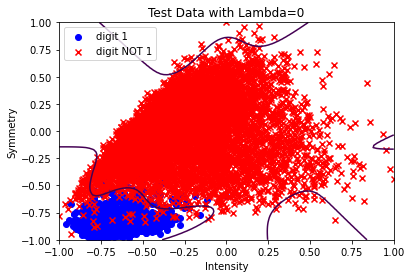 Test Data with Lambda=0
digit 1
digit NOT 1
Symmetry
1.00
0.75
0.50
0.25
0.00
−0.25
−0.50
−0.75
−1.00
−1.00 −0.75 −0.50 −0.25 0.00 0.25 0.50 0.75 1.00
Intensity